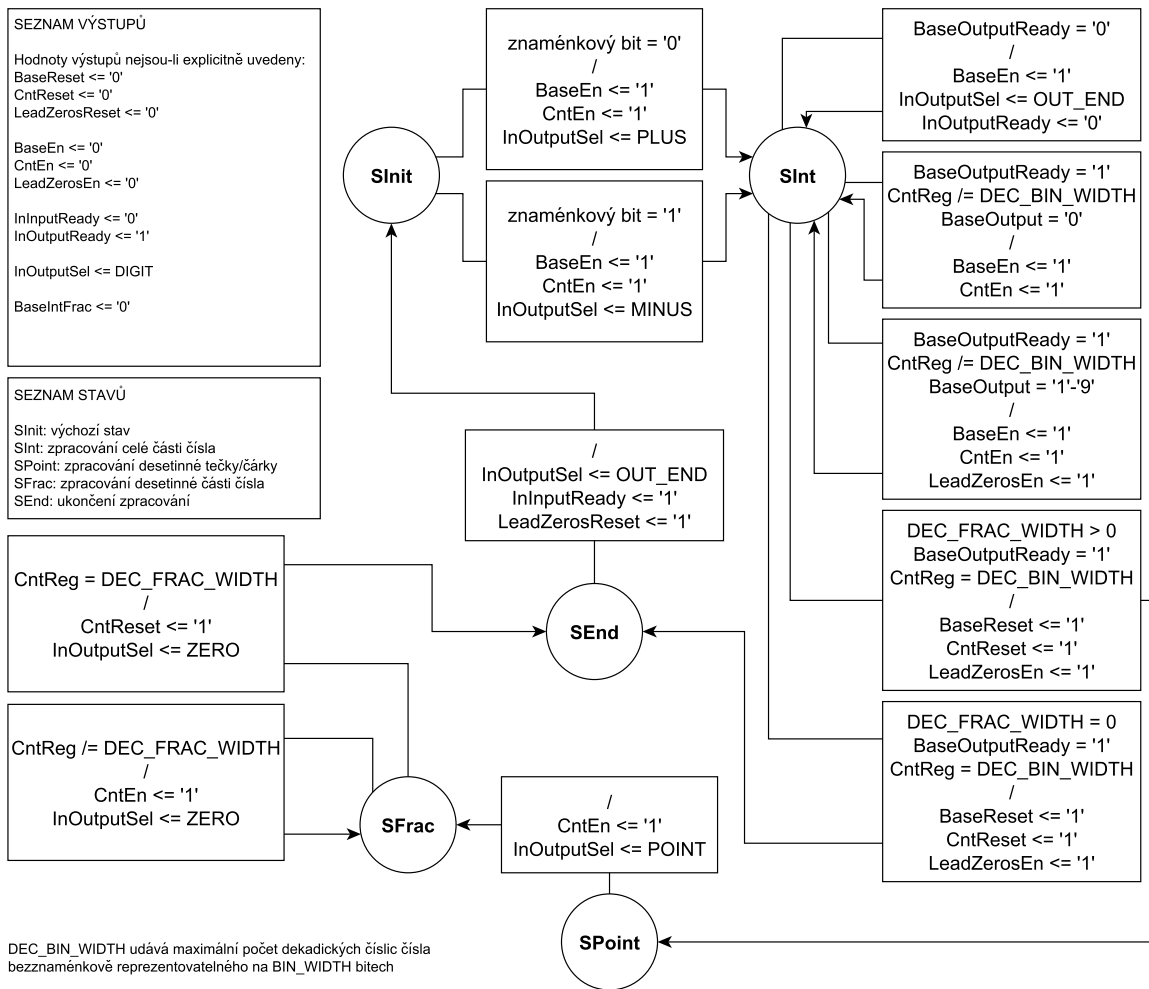 SEZNAM VÝSTUPŮ
Hodnoty výstupů nejsou-li explicitně uvedeny:
BaseReset <= '0'
CntReset <= '0'
LeadZerosReset <= '0'
BaseEn <= '0'
CntEn <= '0'
LeadZerosEn <= '0'
InInputReady <= '0'
InOutputReady <= '1'
InOutputSel <= DIGIT
BaseIntFrac <= '0'
SEZNAM STAVŮ
SInit: výchozí stav
SInt: zpracování celé části čísla
SPoint: zpracování desetinné tečky/čárky
SFrac: zpracování desetinné části čísla
SEnd: ukončení zpracování
SInit
znaménkový bit = '0'
/
BaseEn <= '1'
CntEn <= '1'
InOutputSel <= PLUS
znaménkový bit = '1'
/
BaseEn <= '1'
CntEn <= '1'
InOutputSel <= MINUS
SInt
BaseOutputReady = '0'
/
BaseEn <= '1'
InOutputSel <= OUT_END
InOutputReady <= '0'
BaseOutputReady = '1'
CntReg /= DEC_BIN_WIDTH
BaseOutput = '0'
/
BaseEn <= '1'
CntEn <= '1'
BaseOutputReady = '1'
CntReg /= DEC_BIN_WIDTH
BaseOutput = '1'-'9'
/
BaseEn <= '1'
CntEn <= '1'
LeadZerosEn <= '1'
DEC_FRAC_WIDTH > 0
BaseOutputReady = '1'
CntReg = DEC_BIN_WIDTH
/
BaseReset <= '1'
CntReset <= '1'
LeadZerosEn <= '1'
DEC_FRAC_WIDTH = 0
BaseOutputReady = '1'
CntReg = DEC_BIN_WIDTH
/
BaseReset <= '1'
CntReset <= '1'
LeadZerosEn <= '1'
/
InOutputSel <= OUT_END
InInputReady <= '1'
LeadZerosReset <= '1'
SEnd
CntReg = DEC_FRAC_WIDTH
/
CntReset <= '1'
InOutputSel <= ZERO
CntReg /= DEC_FRAC_WIDTH
/
CntEn <= '1'
InOutputSel <= ZERO
SFrac
/
CntEn <= '1'
InOutputSel <= POINT
SPoint
DEC_BIN_WIDTH udává maximální počet dekadických číslic čísla
bezznaménkově reprezentovatelného na BIN_WIDTH bitech